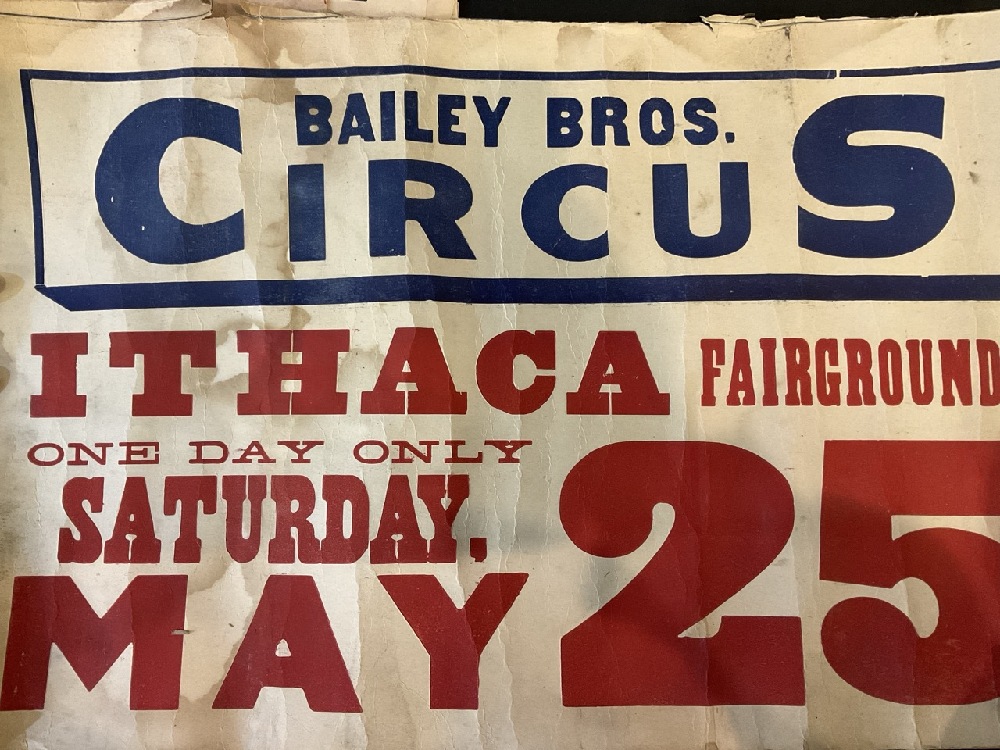 BAILEY BROS.
CIRCUS
ITHACA FAIRGROUND
ONE DAY ONLY
SATURDAY.
MAY 25